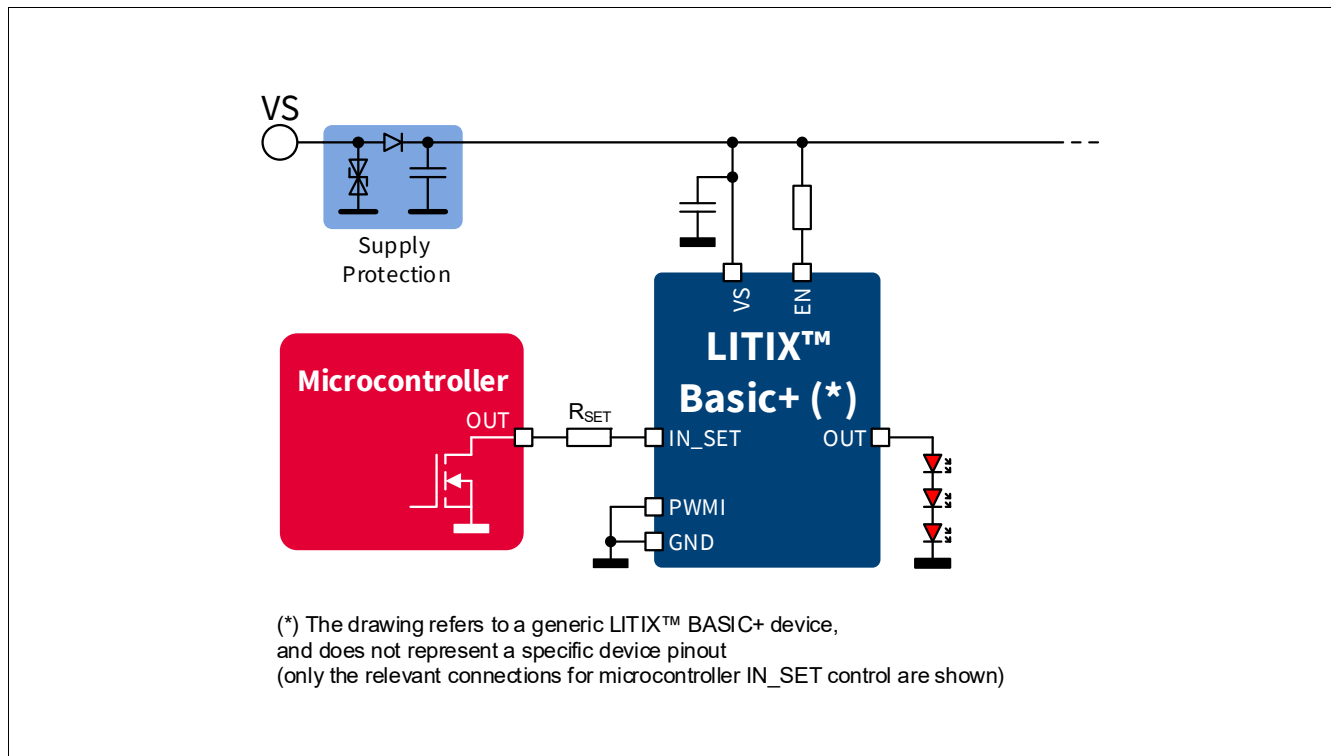 VS
Supply
Protection
VS
EN
LITIX™
Basic+ (*)
Microcontroller
OUT
RSET
IN_SET
OUT
PWMI
GND
(*) The drawing refers to a generic LITIX™ BASIC+ device,
and does not represent a specific device pinout
(only the relevant connections for microcontroller IN_SET control are shown)